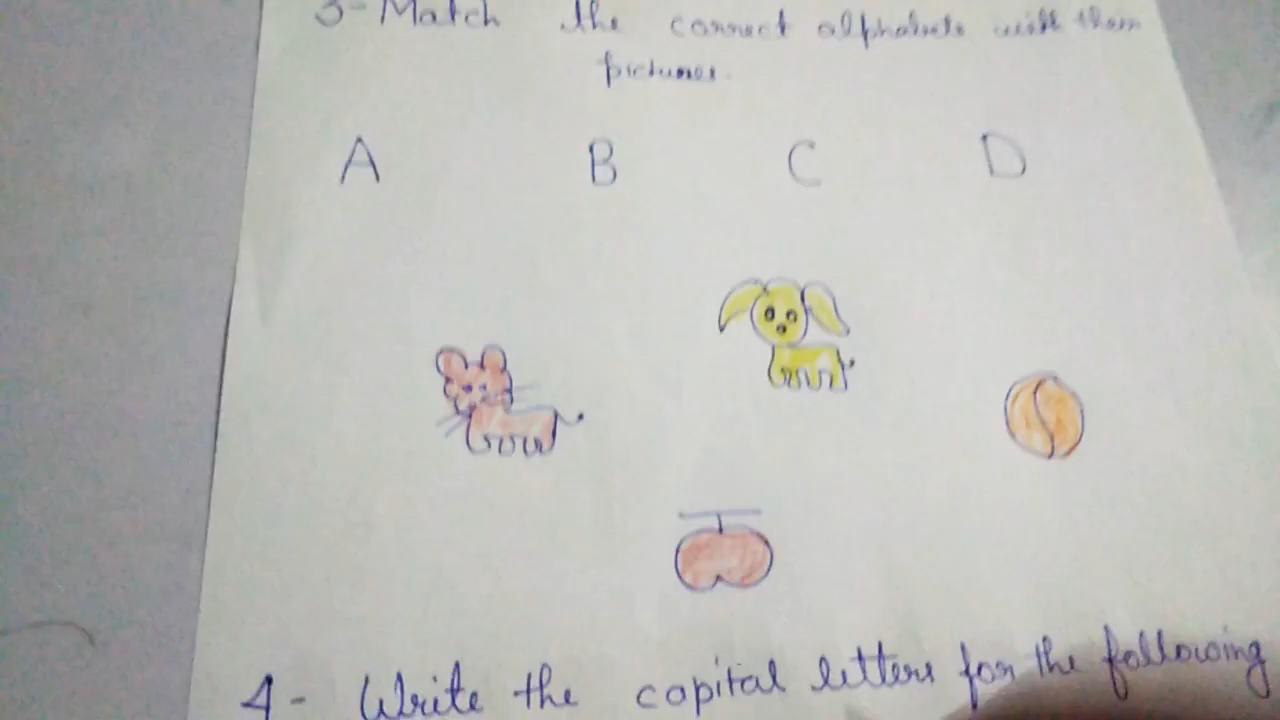 3- Match the correct alphabets with their
pictures.
A B C D
4- Write the capital letters for the following